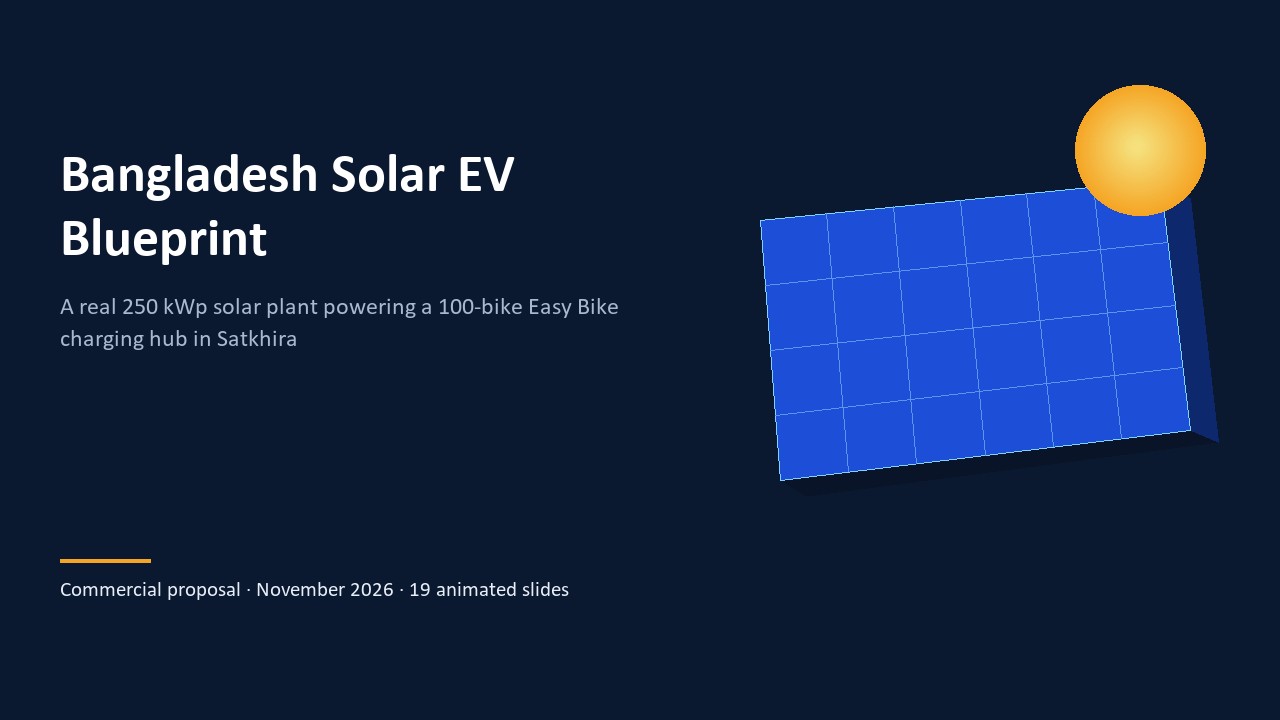 Bangladesh Solar EV
Blueprint
A real 250 kWp solar plant powering a 100-bike Easy Bike
charging hub in Satkhira
Commercial proposal · November 2026 · 19 animated slides